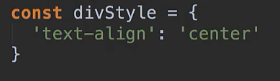 const divStyle = {
  'text-align': 'center'
}